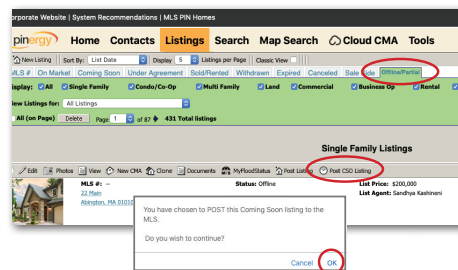 orporate Website | System Recommendations | MLS PIN Homes
pinergy Home Contacts Listings Search Map Search Cloud CMA Tools
New Listing Sort By: List Date Display 5 Listings per Page Classic View
MLS # On Market Coming Soon Under Agreement Sold/Rented Withdrawn Expired Canceled Sale Side Offline/Partial
isplay: All Single Family Condo/Co-Op Multi Family Land Commercial Business Op Rental
iew Listings for: All Listings
All (on Page) Delete Page 1 of 87 431 Total listings
Single Family Listings
Edit Photos View New CMA Clone Documents MyFloodStatus Post Listing Post CSO Listing
MLS #: -- Status: Offline List Price: $200,000
22 Main List Agent: Sandhya Kashineni
Abington, MA 01010
You have chosen to POST this Coming Soon listing to the
MLS.
Do you wish to continue?
Cancel OK